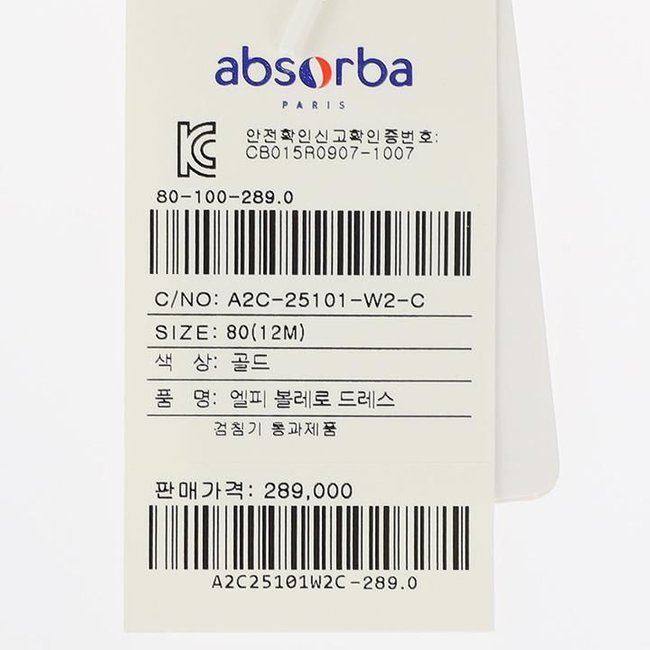 absorba
PARIS
안전확인신고확인증번호:
CB015R0907-1007
80-100-289.0
C/NO: A2C-25101-W2-C
SIZE: 80(12M)
색 상: 골드
품 명: 엘피 볼레로 드레스
검침기 통과제품
판매가격: 289,000
A2C25101W2C-289.0